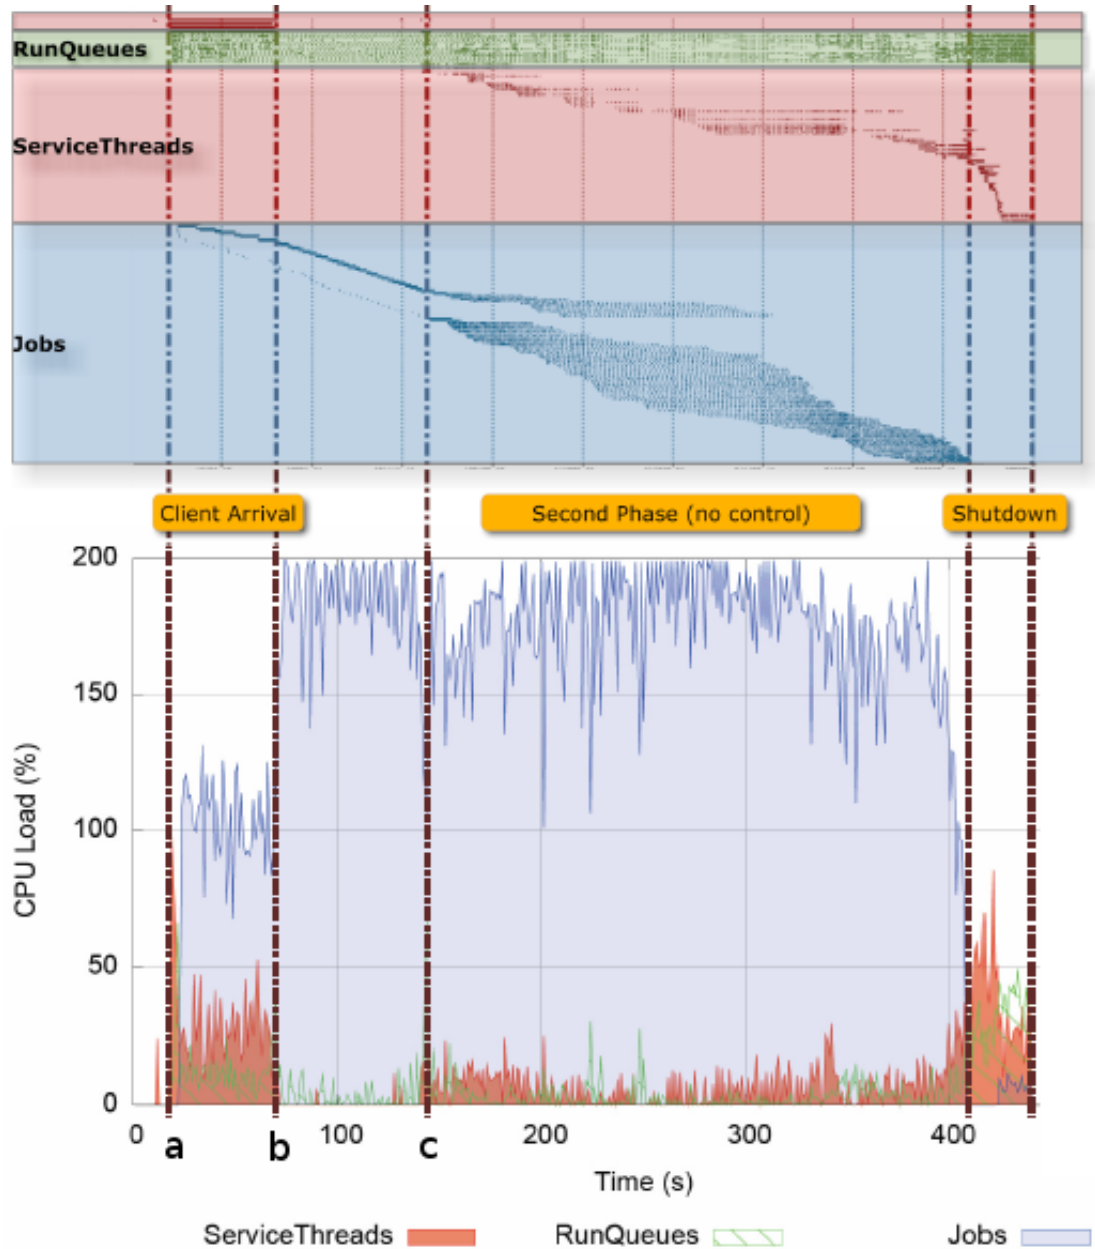 RunQueues
ServiceThreads
Jobs
Client Arrival
Second Phase (no control)
Shutdown
200
150
100
50
0
CPU Load (%)
0
a
b
100
c
200
300
400
Time (s)
ServiceThreads
RunQueues
Jobs